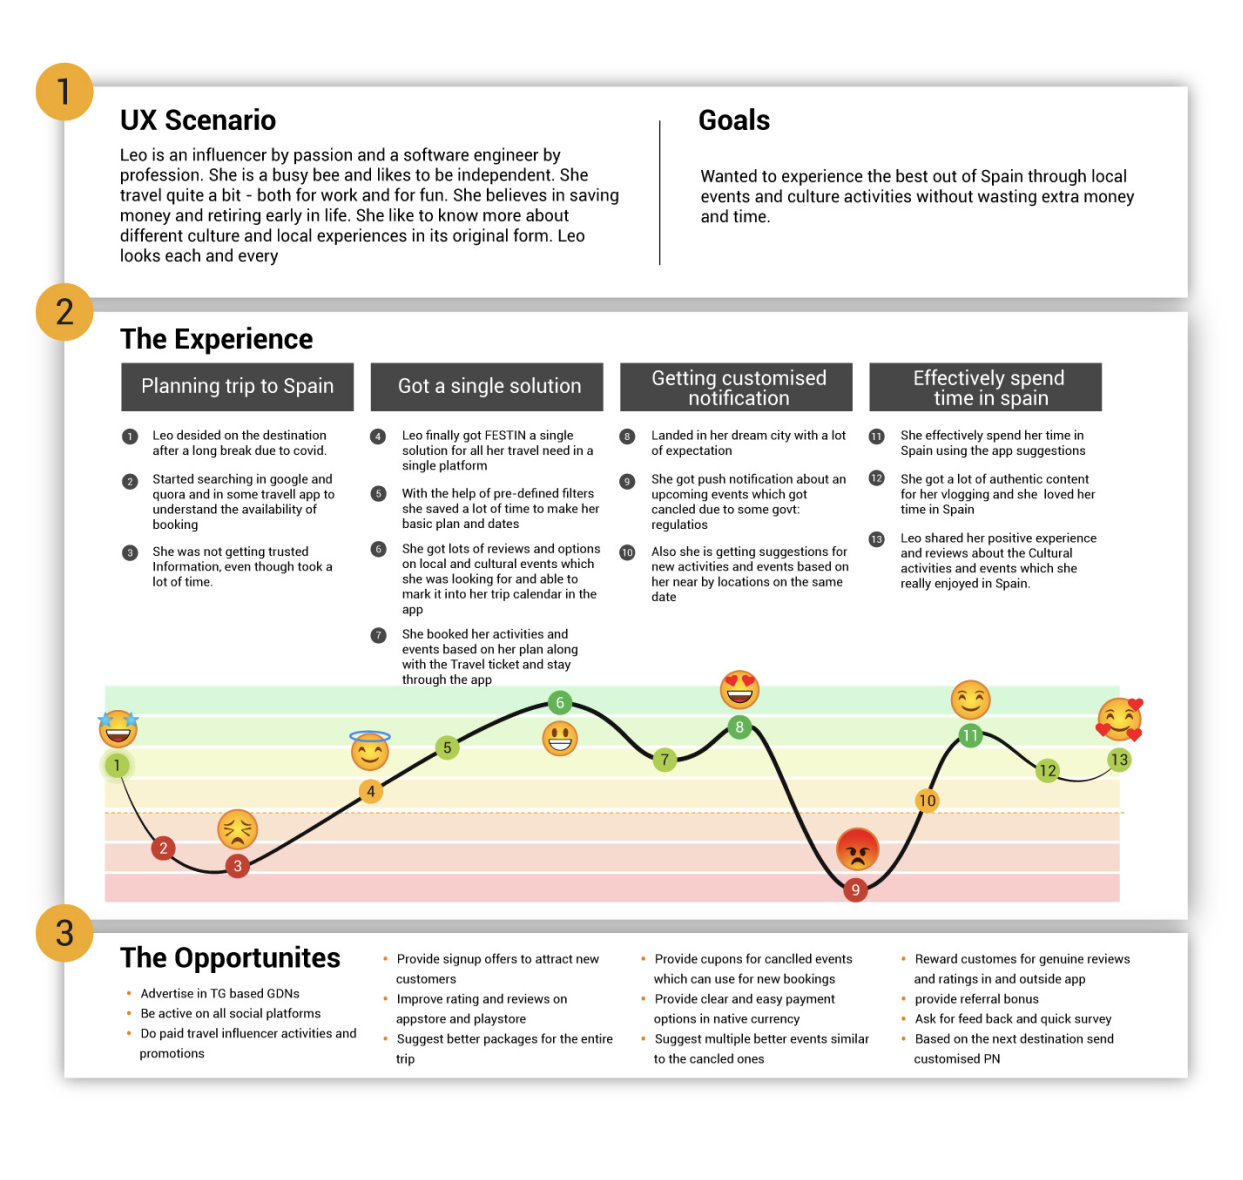 1
UX Scenario
Leo is an influencer by passion and a software engineer by
profession. She is a busy bee and likes to be independent. She
travel quite a bit - both for work and for fun. She believes in saving
money and retiring early in life. She like to know more about
different culture and local experiences in its original form. Leo
looks each and every
Goals
Wanted to experience the best out of Spain through local
events and culture activities without wasting extra money
and time.
2
The Experience
Planning trip to Spain
1 Leo desided on the destination
after a long break due to covid.
2 Started searching in google and
quora and in some travell app to
understand the availability of
booking
3 She was not getting trusted
Information, even though took a
lot of time.
Got a single solution
4 Leo finally got FESTIN a single
solution for all her travel need in a
single platform
5 With the help of pre-defined filters
she saved a lot of time to make her
basic plan and dates
6 She got lots of reviews and options
on local and cultural events which
she was looking for and able to
mark it into her trip calendar in the
app
7 She booked her activities and
events based on her plan along
with the Travel ticket and stay
through the app
Getting customised
notification
8 Landed in her dream city with a lot
of expectation
9 She got push notification about an
upcoming events which got
cancled due to some govt:
regulatios
10 Also she is getting suggestions for
new activities and events based on
her near by locations on the same
date
Effectively spend
time in spain
11 She effectively spend her time in
Spain using the app suggestions
12 She got a lot of authentic content
for her vlogging and she loved her
time in Spain
13 Leo shared her positive experience
and reviews about the Cultural
activities and events which she
really enjoyed in Spain.
1
2
3
4
5
6
7
8
9
10
11
12
13
3
The Opportunites
• Advertise in TG based GDNs
• Be active on all social platforms
• Do paid travel influencer activities and
promotions
• Provide signup offers to attract new
customers
• Improve rating and reviews on
appstore and playstore
• Suggest better packages for the entire
trip
• Provide cupons for canclled events
which can use for new bookings
• Provide clear and easy payment
options in native currency
• Suggest multiple better events similar
to the cancled ones
• Reward customes for genuine reviews
and ratings in and outside app
• provide referral bonus
• Ask for feed back and quick survey
• Based on the next destination send
customised PN